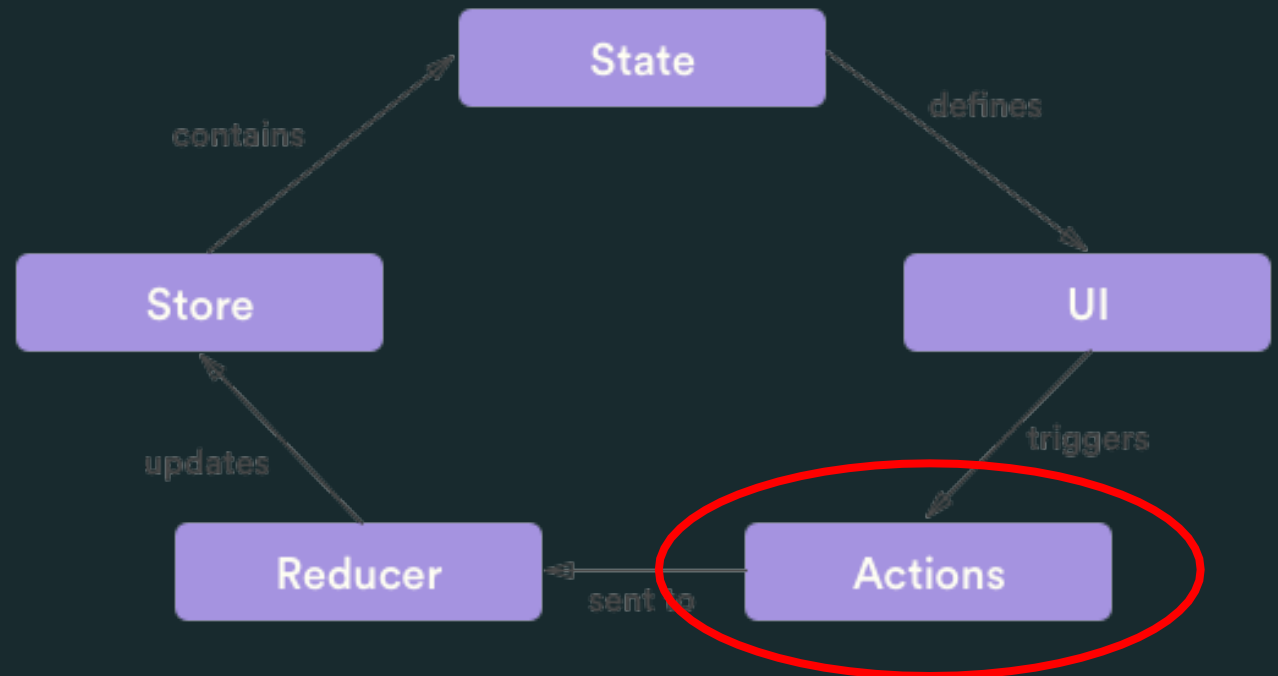 State
defines
contains
Store
UI
triggers
updates
Reducer
sent to
Actions